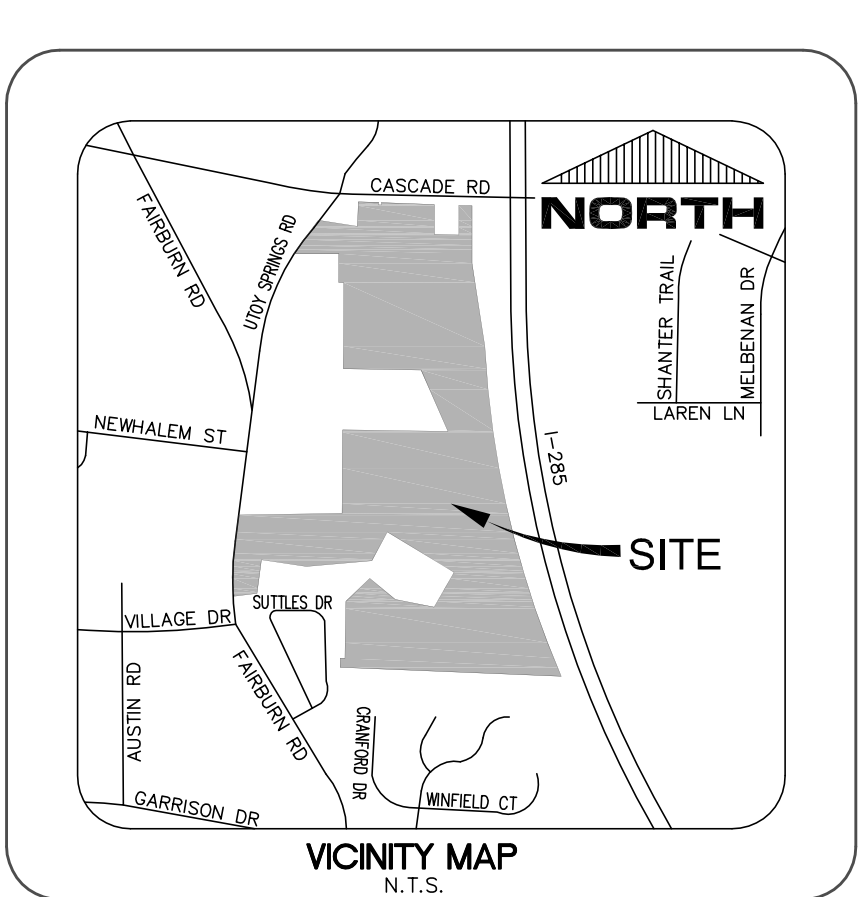 CASCADE RD
NORTH
FAIRBURN RD
UTOY SPRINGS RD
SHANTER TRAIL
MELBENAN DR
LAREN LN
NEWHALEM ST
I-285
SITE
SUTTLES DR
VILLAGE DR
FAIRBURN RD
AUSTIN RD
CRANFORD DR
WINFIELD CT
GARRISON DR
VICINITY MAP
N.T.S.